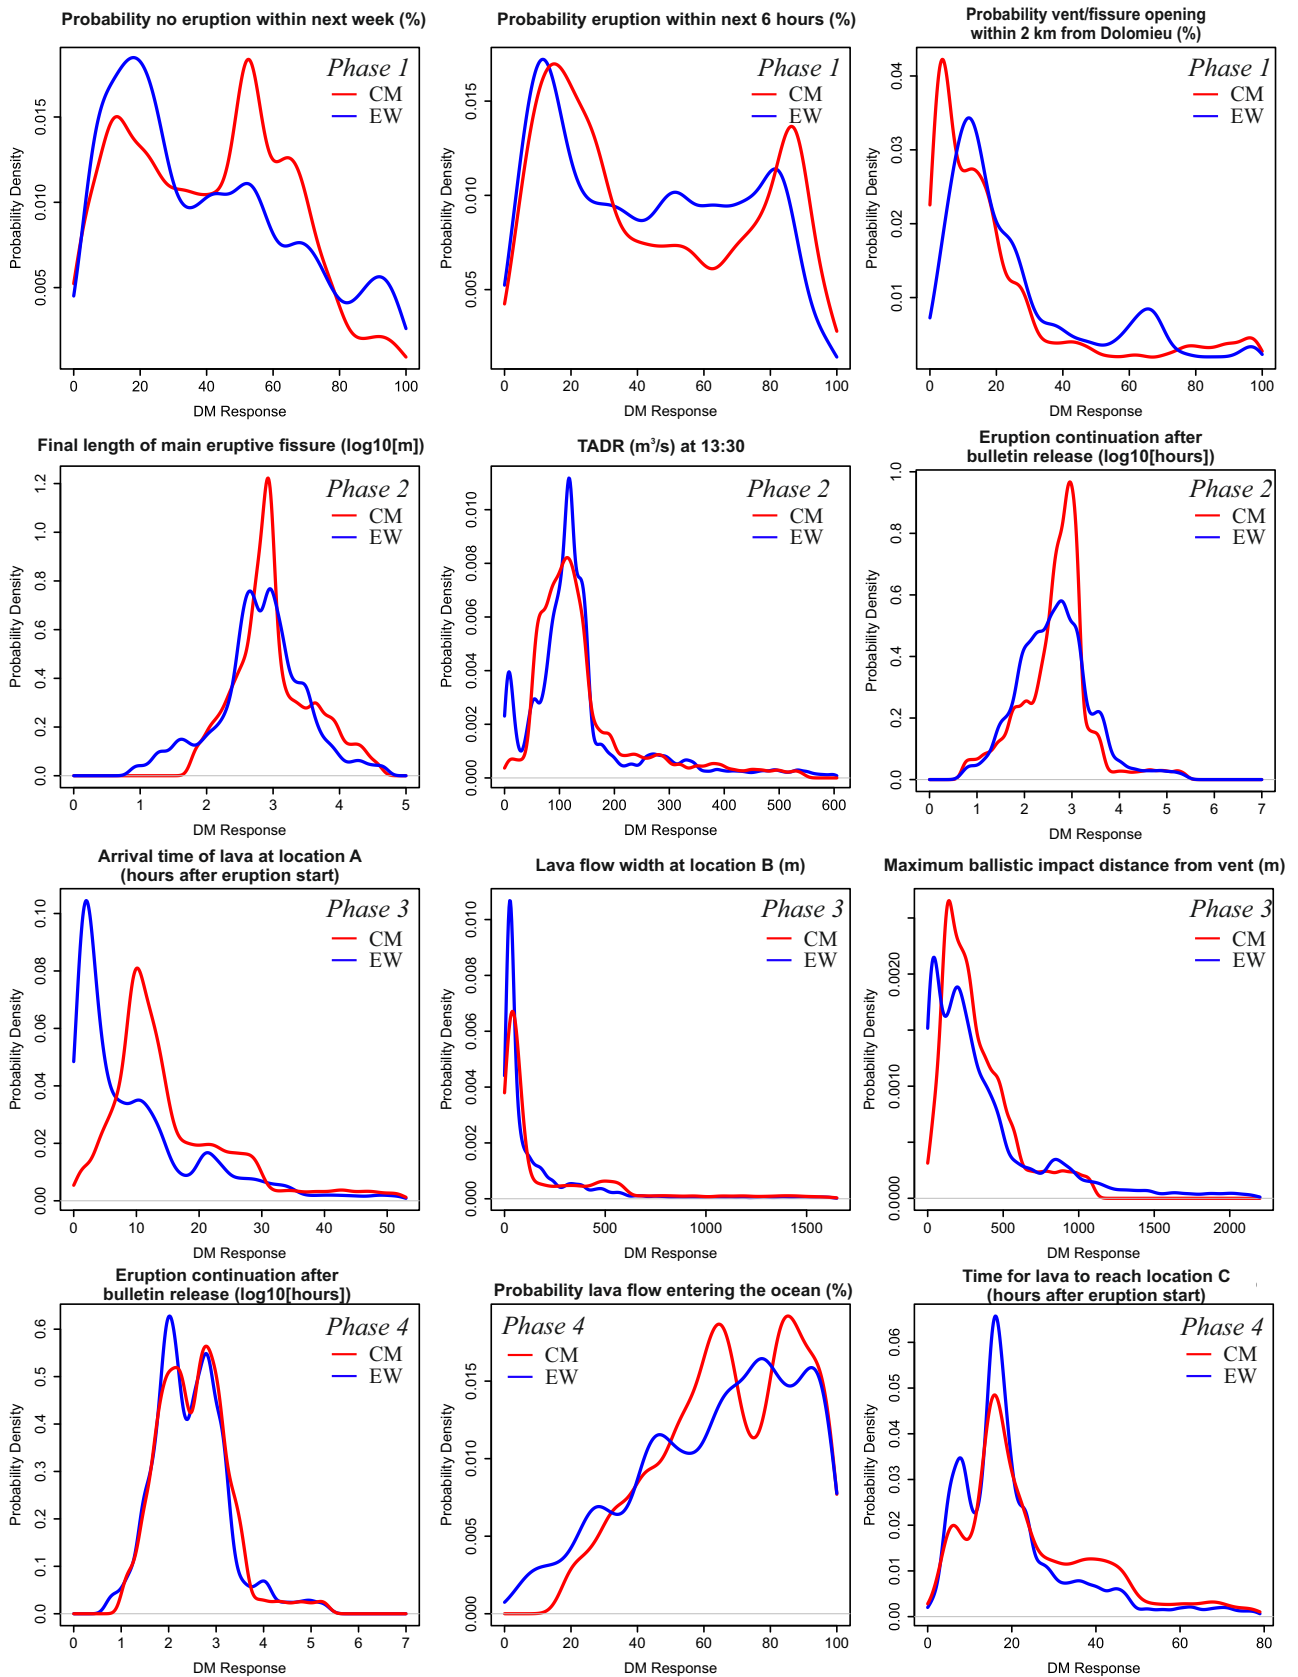 Probability no eruption within next week (%)
Phase 1
CM
EW
Probability Density
0.005
0.010
0.015
0
20
40
60
80
100
DM Response
Probability eruption within next 6 hours (%)
Phase 1
CM
EW
Probability Density
0.005
0.010
0.015
0
20
40
60
80
100
DM Response
Probability vent/fissure opening
within 2 km from Dolomieu (%)
Phase 1
CM
EW
Probability Density
0.01
0.02
0.03
0.04
0
20
40
60
80
100
DM Response
Final length of main eruptive fissure (log10[m])
Phase 2
CM
EW
Probability Density
0.0
0.2
0.4
0.6
0.8
1.0
1.2
0
1
2
3
4
5
DM Response
TADR (m³/s) at 13:30
Phase 2
CM
EW
Probability Density
0.000
0.002
0.004
0.006
0.008
0.010
0
100
200
300
400
500
600
DM Response
Eruption continuation after
bulletin release (log10[hours])
Phase 2
CM
EW
Probability Density
0.0
0.2
0.4
0.6
0.8
1.0
0
1
2
3
4
5
6
7
DM Response
Arrival time of lava at location A
(hours after eruption start)
Phase 3
CM
EW
Probability Density
0.00
0.02
0.04
0.06
0.08
0.10
0
10
20
30
40
50
DM Response
Lava flow width at location B (m)
Phase 3
CM
EW
Probability Density
0.000
0.002
0.004
0.006
0.008
0.010
0
500
1000
1500
DM Response
Maximum ballistic impact distance from vent (m)
Phase 3
CM
EW
Probability Density
0.0000
0.0010
0.0020
0
500
1000
1500
2000
DM Response
Eruption continuation after
bulletin release (log10[hours])
Phase 4
CM
EW
Probability Density
0.0
0.1
0.2
0.3
0.4
0.5
0.6
0
1
2
3
4
5
6
7
DM Response
Probability lava flow entering the ocean (%)
Phase 4
CM
EW
Probability Density
0.000
0.005
0.010
0.015
0
20
40
60
80
100
DM Response
Time for lava to reach location C
(hours after eruption start)
Phase 4
CM
EW
Probability Density
0.00
0.01
0.02
0.03
0.04
0.05
0.06
0
20
40
60
80
DM Response